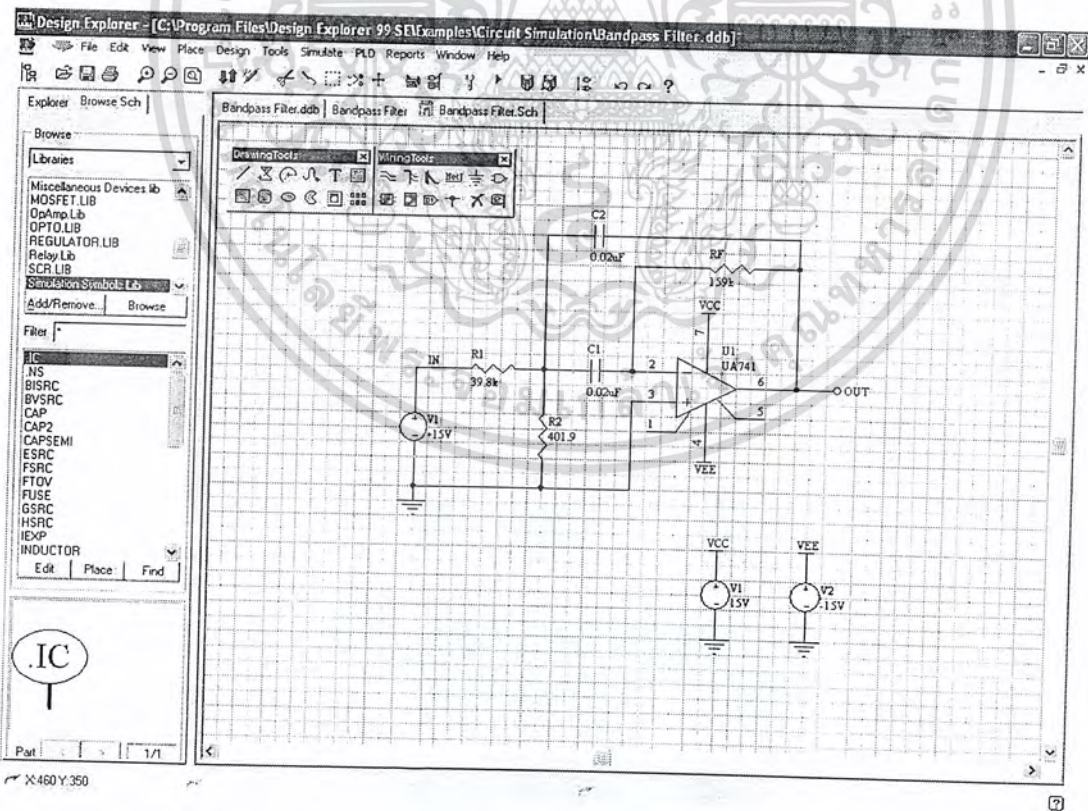 Design Explorer - [C:\Program Files\Design Explorer 99 SE\Examples\Circuit Simulation\Bandpass Filter.ddb]
File Edit View Place Design Tools Simulate PLD Reports Window Help
Explorer Browse Sch
Bandpass Filter.ddb Bandpass Filter Bandpass Filter.Sch
Browse
Libraries
Miscellaneous Devices.lib
MOSFET.LIB
OpAmp.Lib
OPTO.LIB
REGULATOR.LIB
Relay.Lib
SCR.LIB
Simulation Symbols.Lib
Add/Remove... Browse
Filter *
.IC
.NS
BISRC
BVSRC
CAP
CAP2
CAPSEMI
ESRC
FSRC
FTOV
FUSE
GSRC
HSRC
IEXP
INDUCTOR
Edit Place Find
.IC
Part 1/1
X:460 Y:350
DrawingTools
WiringTools
C2
0.02uF
RF
159k
VCC
7
IN
R1
39.8k
C1
0.02uF
2
3
U1
UA741
6
OUT
5
1
4
VEE
V1
+15V
R2
401.9
VCC
V1
15V
VEE
V2
-15V